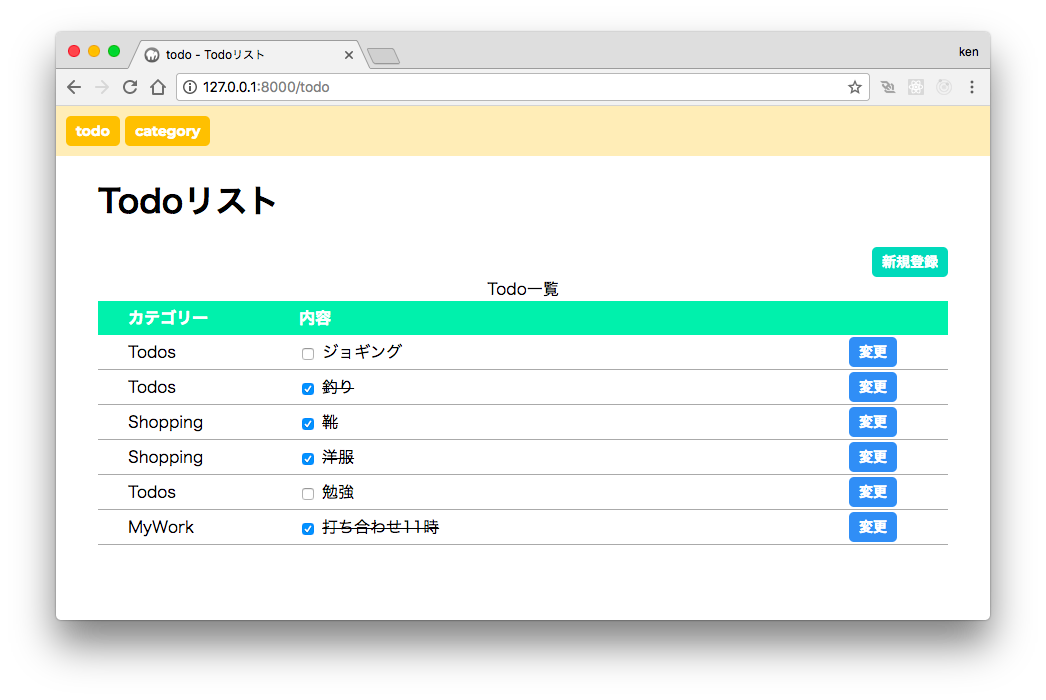 todo - Todoリスト
ken
127.0.0.1:8000/todo
todo category
Todoリスト
新規登録
Todo一覧
カテゴリー 内容
Todos ジョギング 変更
Todos 釣り 変更
Shopping 靴 変更
Shopping 洋服 変更
Todos 勉強 変更
MyWork 打ち合わせ11時 変更